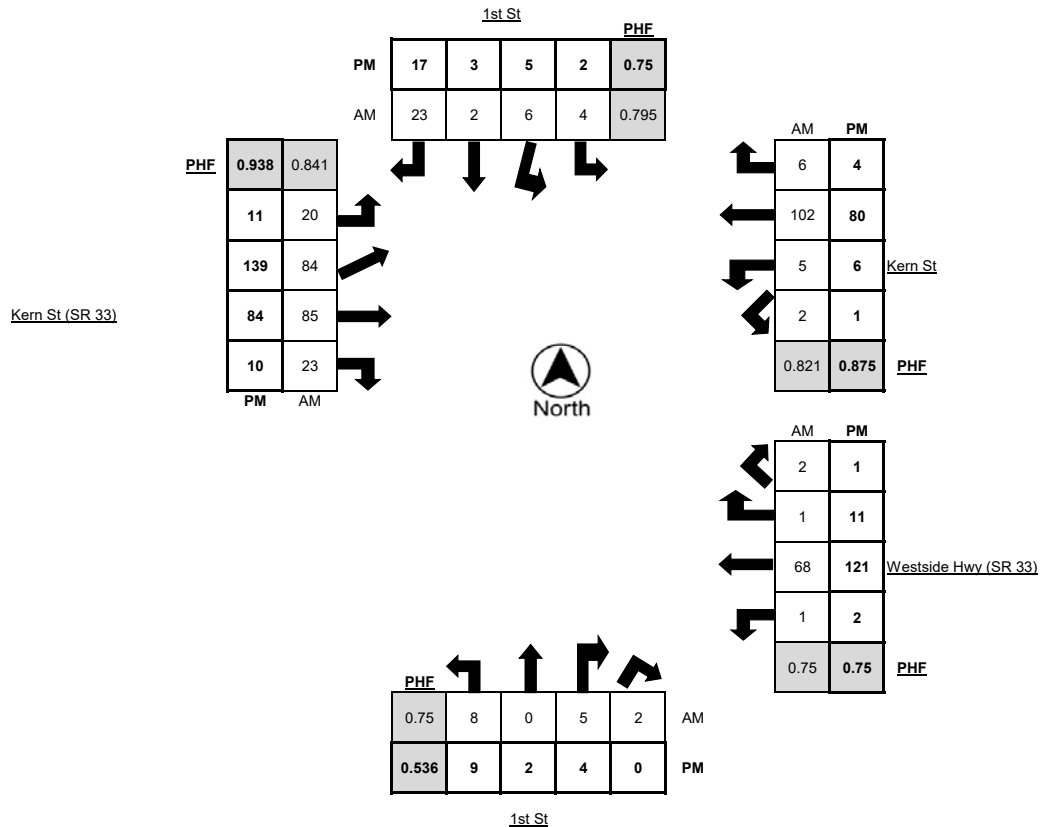 1st St
PHF
PM 17 3 5 2 0.75
AM 23 2 6 4 0.795
AM PM
PHF 0.938 0.841
6 4
11 20
102 80
139 84
5 6 Kern St
Kern St (SR 33)
84 85
2 1
10 23
0.821 0.875 PHF
PM AM
North
AM PM
2 1
1 11
68 121 Westside Hwy (SR 33)
1 2
0.75 0.75 PHF
PHF
0.75 8 0 5 2 AM
0.536 9 2 4 0 PM
1st St